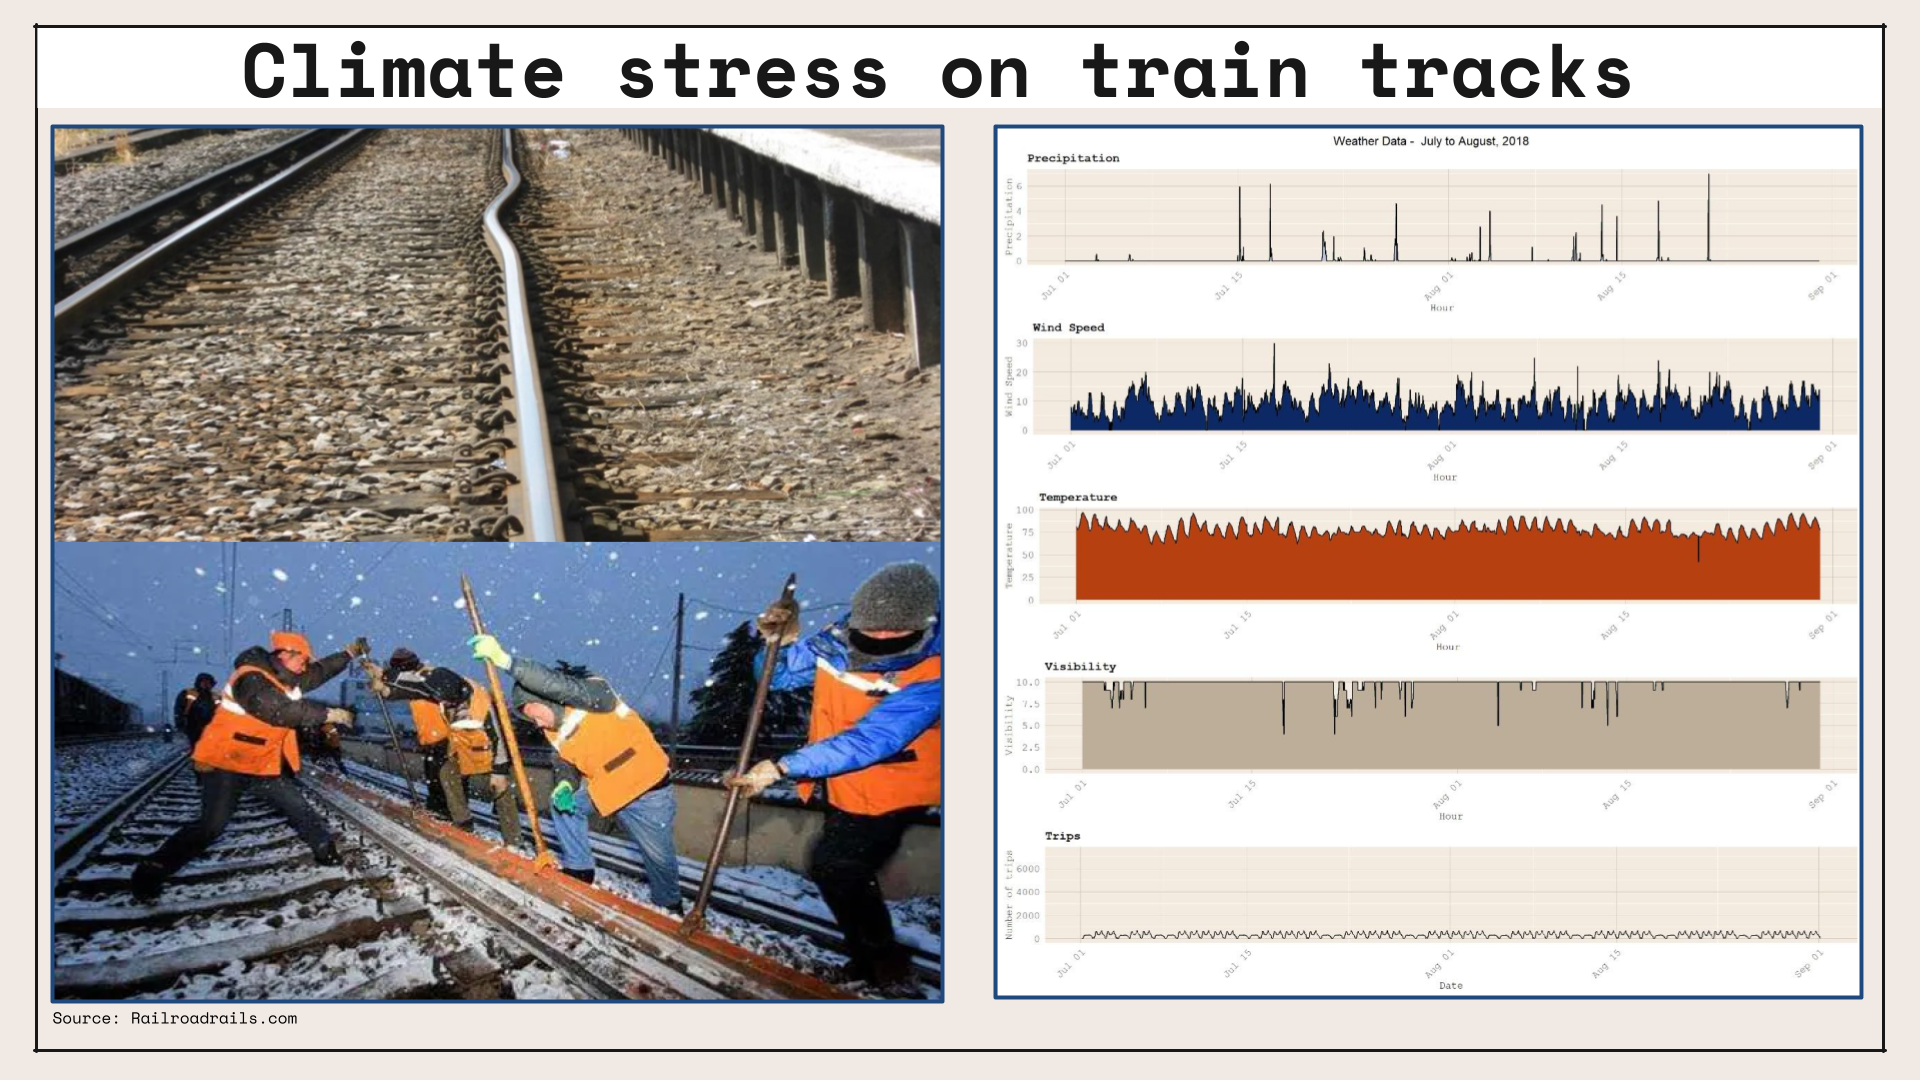 Climate stress on train tracks
Weather Data - July to August, 2018
Precipitation
Precipitation
6
4
2
0
Jul 01
Jul 15
Aug 01
Aug 15
Sep 01
Hour
Wind Speed
Wind Speed
30
20
10
0
Jul 01
Jul 15
Aug 01
Aug 15
Sep 01
Hour
Temperature
Temperature
100
75
50
25
0
Jul 01
Jul 15
Aug 01
Aug 15
Sep 01
Hour
Visibility
Visibility
10.0
7.5
5.0
2.5
0.0
Jul 01
Jul 15
Aug 01
Aug 15
Sep 01
Hour
Trips
Number of trips
6000
4000
2000
0
Jul 01
Jul 15
Aug 01
Aug 15
Sep 01
Date
Source: Railroadrails.com